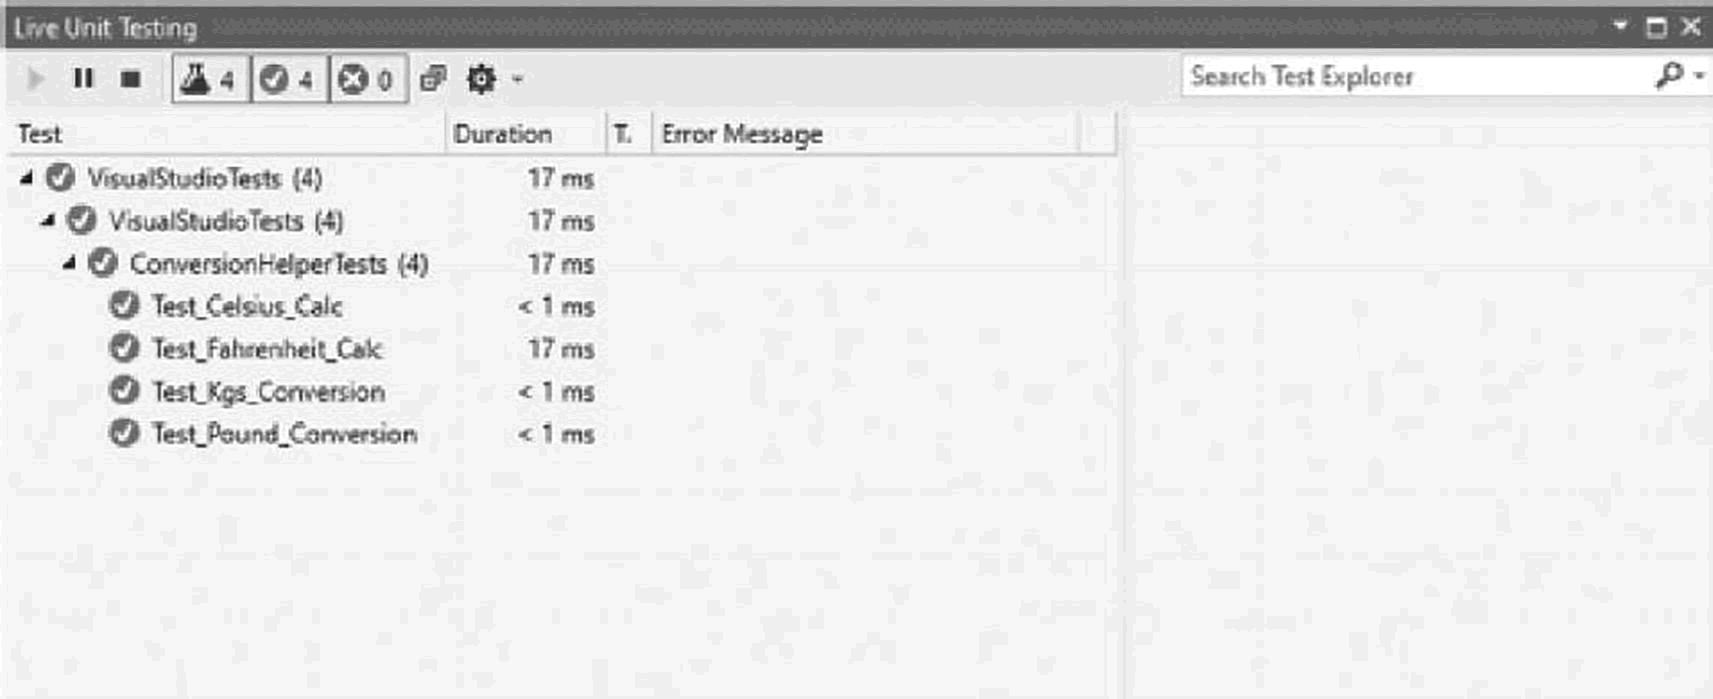 Live Unit Testing
4 4 0 Search Test Explorer
Test Duration T. Error Message
VisualStudioTests (4) 17 ms
VisualStudioTests (4) 17 ms
ConversionHelperTests (4) 17 ms
Test_Celsius_Calc < 1 ms
Test_Fahrenheit_Calc 17 ms
Test_Kgs_Conversion < 1 ms
Test_Pound_Conversion < 1 ms